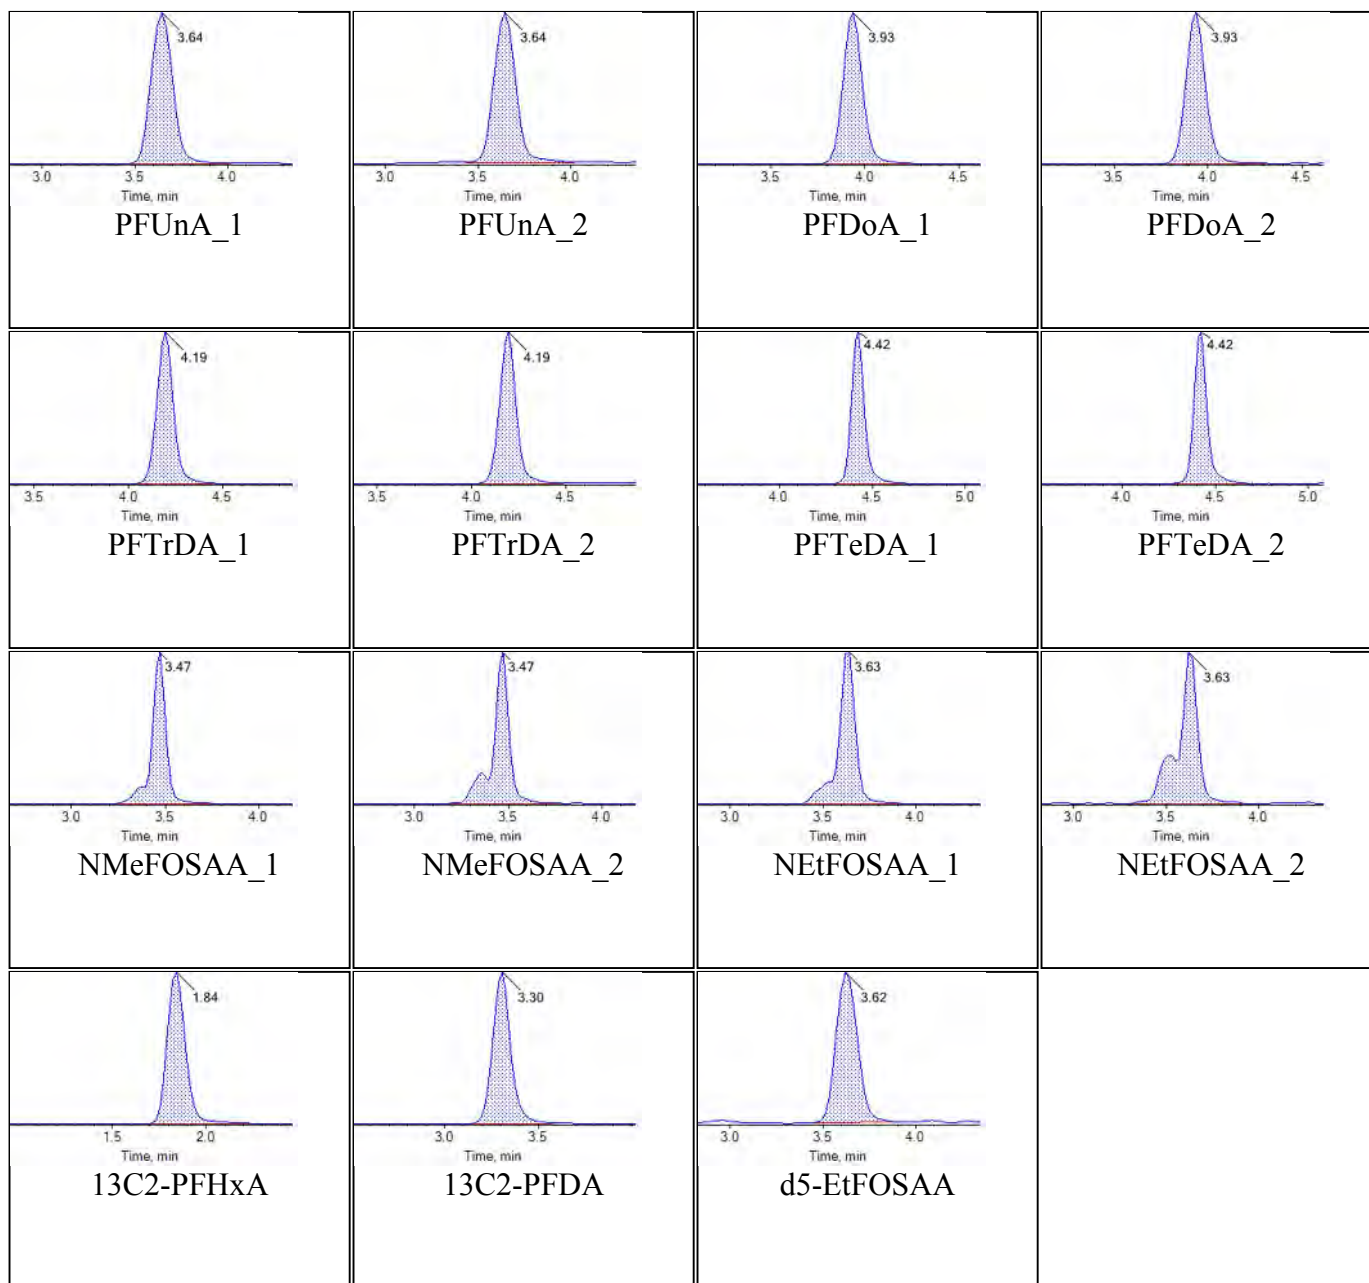 3.64
3.0 3.5 4.0
Time, min
PFUnA_1
3.64
3.0 3.5 4.0
Time, min
PFUnA_2
3.93
3.5 4.0 4.5
Time, min
PFDoA_1
3.93
3.5 4.0 4.5
Time, min
PFDoA_2
4.19
3.5 4.0 4.5
Time, min
PFTrDA_1
4.19
3.5 4.0 4.5
Time, min
PFTrDA_2
4.42
4.0 4.5 5.0
Time, min
PFTeDA_1
4.42
4.0 4.5 5.0
Time, min
PFTeDA_2
3.47
3.0 3.5 4.0
Time, min
NMeFOSAA_1
3.47
3.0 3.5 4.0
Time, min
NMeFOSAA_2
3.63
3.0 3.5 4.0
Time, min
NEtFOSAA_1
3.63
3.0 3.5 4.0
Time, min
NEtFOSAA_2
1.84
1.5 2.0
Time, min
13C2-PFHxA
3.30
3.0 3.5
Time, min
13C2-PFDA
3.62
3.0 3.5 4.0
Time, min
d5-EtFOSAA